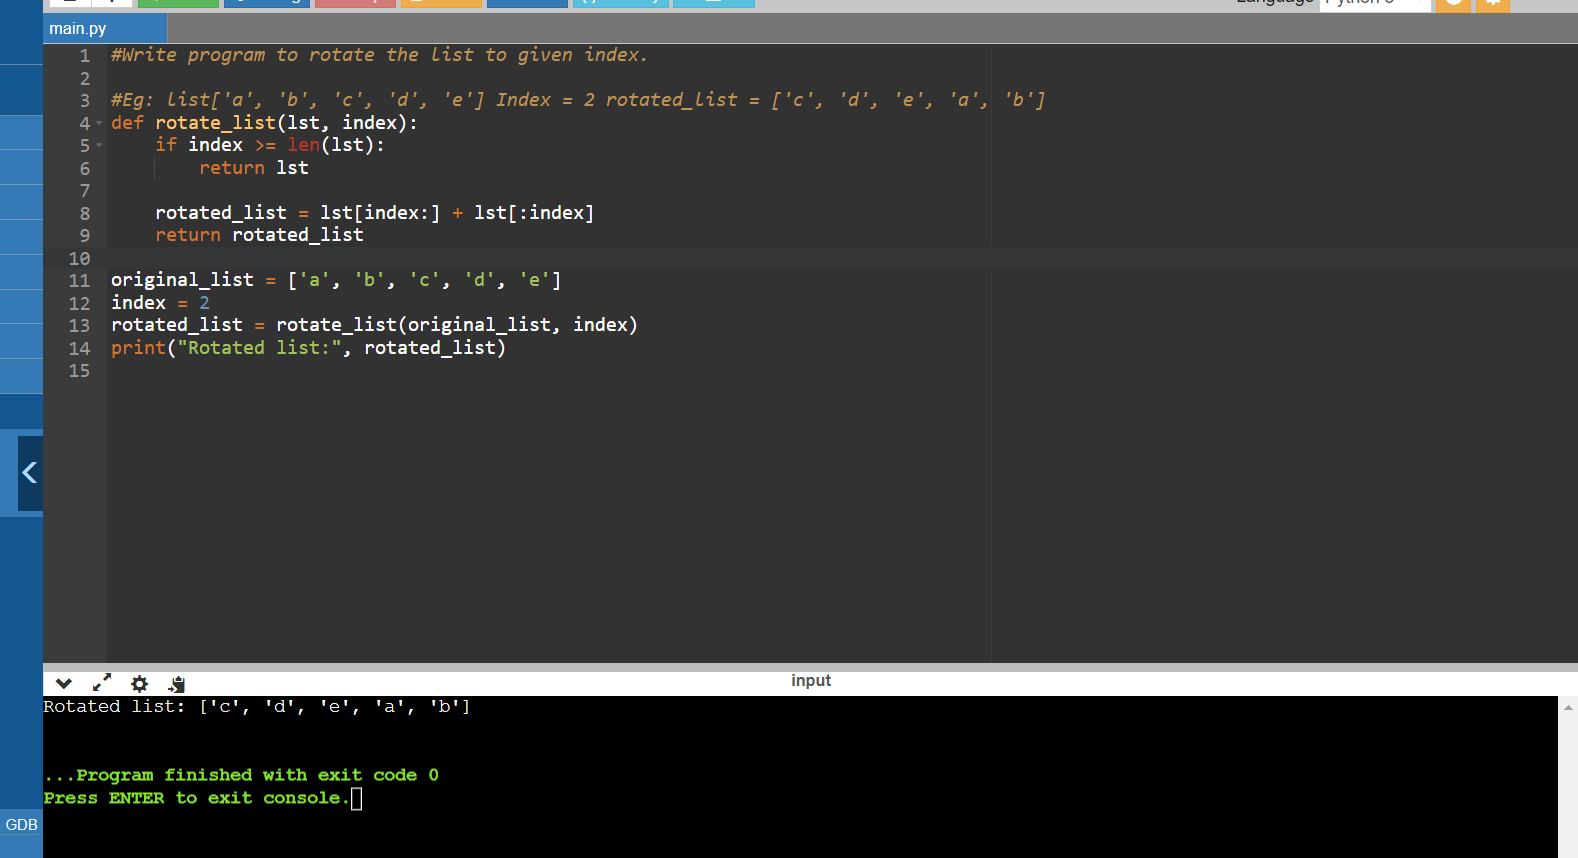 main.py
1 #Write program to rotate the list to given index.
2
3 #Eg: list['a', 'b', 'c', 'd', 'e'] Index = 2 rotated_list = ['c', 'd', 'e', 'a', 'b']
4 def rotate_list(lst, index):
5     if index >= len(lst):
6         return lst
7
8     rotated_list = lst[index:] + lst[:index]
9     return rotated_list
10
11 original_list = ['a', 'b', 'c', 'd', 'e']
12 index = 2
13 rotated_list = rotate_list(original_list, index)
14 print("Rotated list:", rotated_list)
15
input
Rotated list: ['c', 'd', 'e', 'a', 'b']
...Program finished with exit code 0
Press ENTER to exit console.
GDB